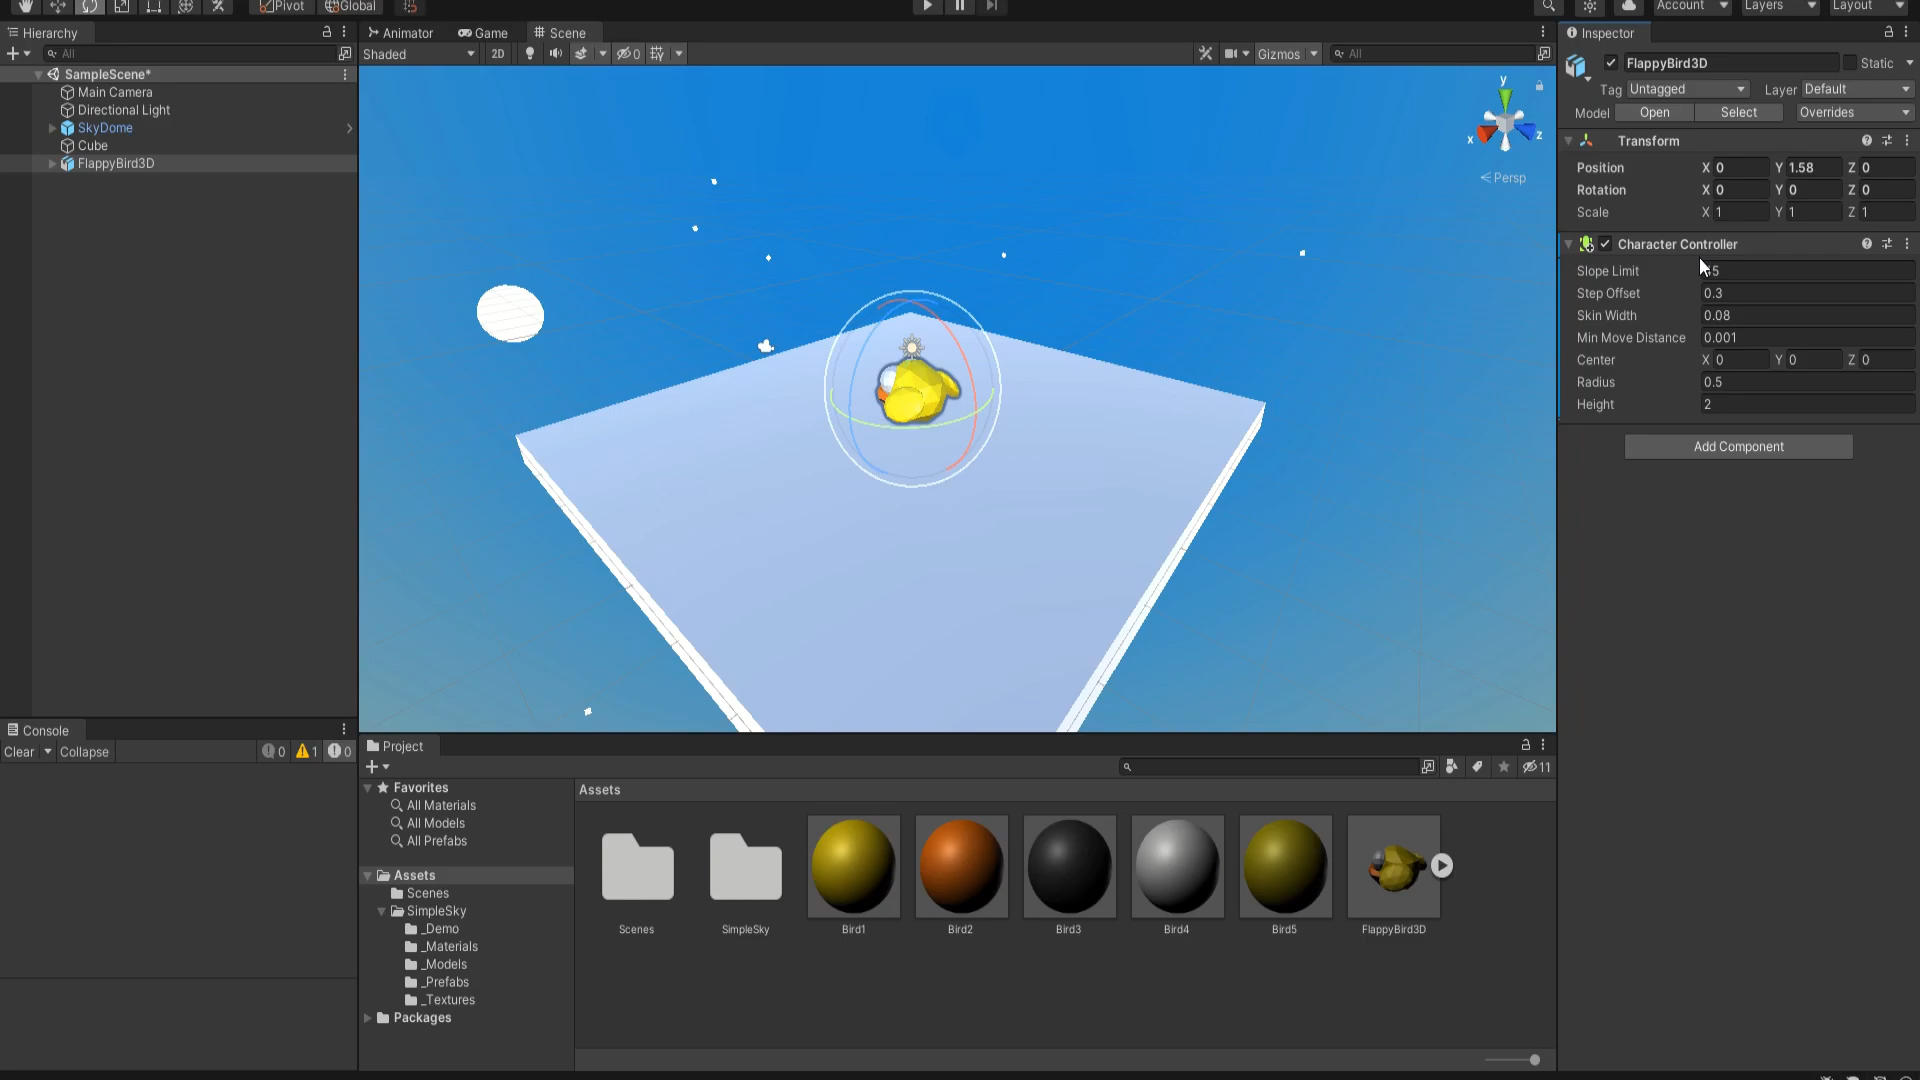 Pivot Global Account Layers Layout
Hierarchy
All
SampleScene*
Main Camera
Directional Light
SkyDome
Cube
FlappyBird3D
Animator Game Scene
Shaded 2D 0 Gizmos All
y
x z
Persp
Inspector
FlappyBird3D Static
Tag Untagged Layer Default
Model Open Select Overrides
Transform
Position X 0 Y 1.58 Z 0
Rotation X 0 Y 0 Z 0
Scale X 1 Y 1 Z 1
Character Controller
Slope Limit 5
Step Offset 0.3
Skin Width 0.08
Min Move Distance 0.001
Center X 0 Y 0 Z 0
Radius 0.5
Height 2
Add Component
Console
Clear Collapse 0 1 0
Project
11
Favorites
All Materials
All Models
All Prefabs
Assets
Scenes
SimpleSky
_Demo
_Materials
_Models
_Prefabs
_Textures
Packages
Assets
Scenes SimpleSky Bird1 Bird2 Bird3 Bird4 Bird5 FlappyBird3D